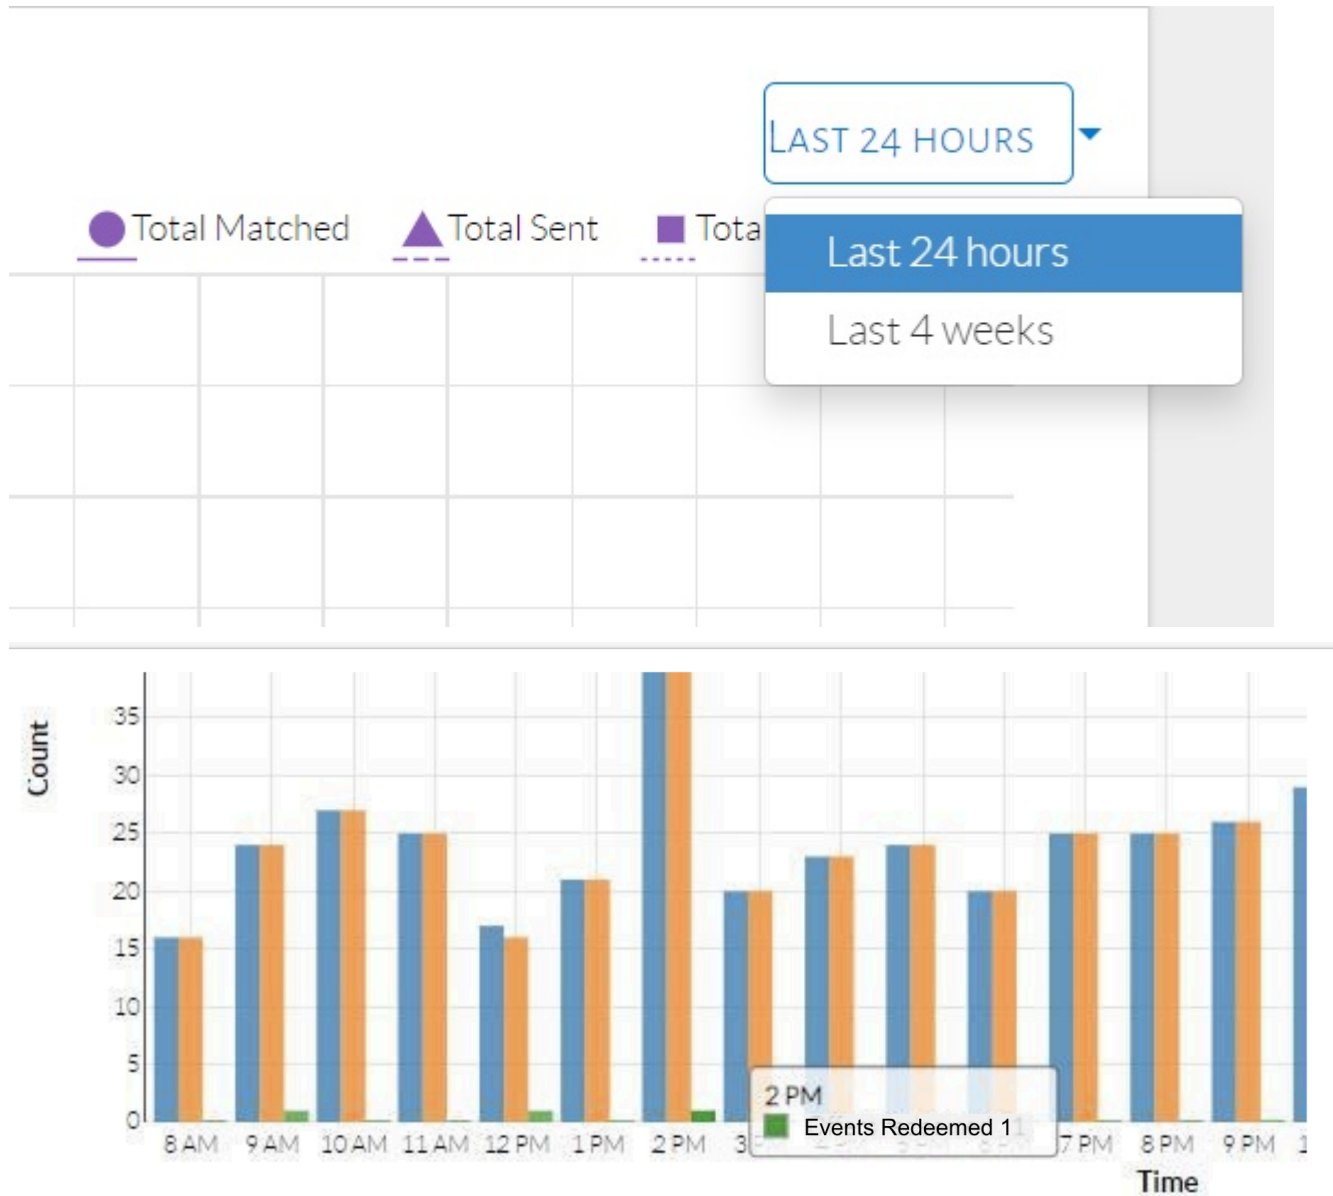 LAST 24 HOURS
Total Matched Total Sent Tota
Last 24 hours
Last 4 weeks
Count
35
30
25
20
15
10
5
0
2 PM
Events Redeemed 1
8 AM 9 AM 10 AM 11 AM 12 PM 1 PM 2 PM 3 7 PM 8 PM 9 PM 1
Time